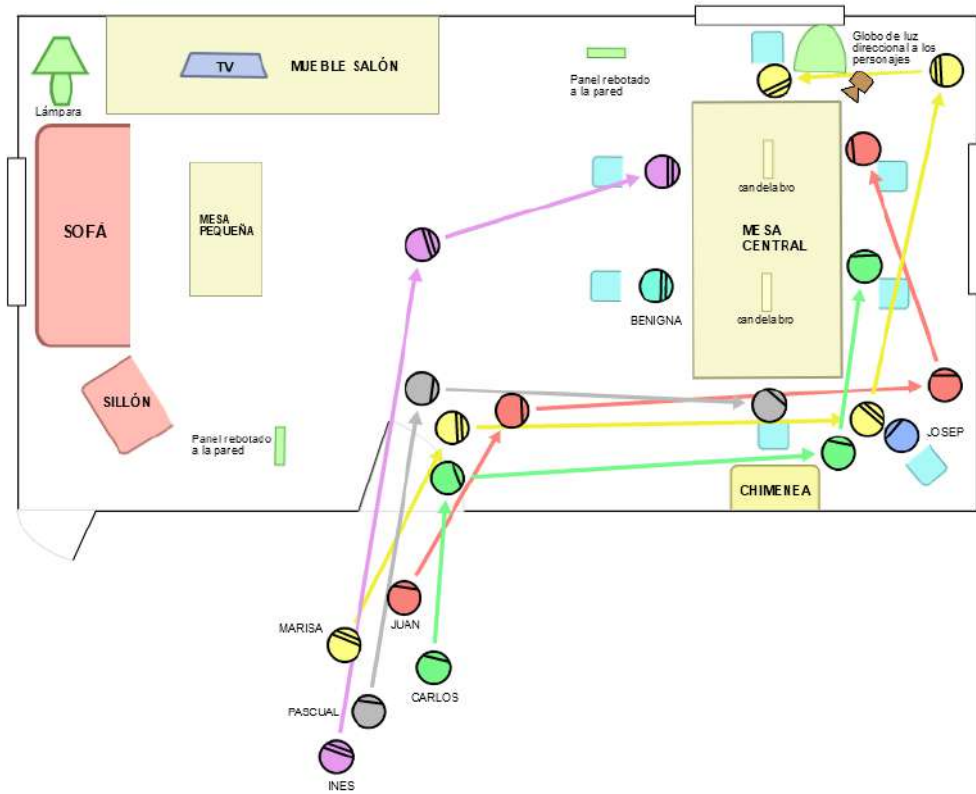 Globo de luz
direccional a los
personajes
TV
MUEBLE SALÓN
Panel rebotado
a la pared
Lámpara
candelabro
SOFÁ
MESA
PEQUEÑA
MESA
CENTRAL
BENIGNA
candelabro
SILLÓN
Panel rebotado
a la pared
JOSEP
CHIMENEA
MARISA
JUAN
CARLOS
PASCUAL
INES